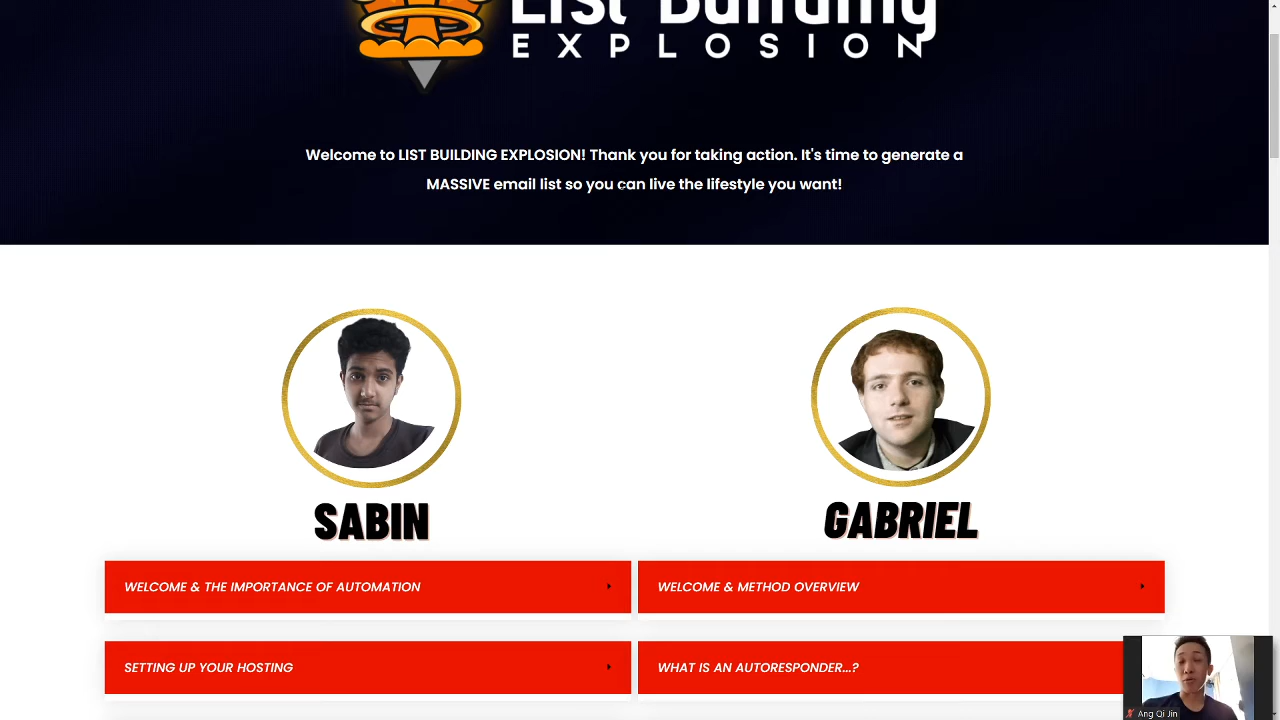 List Building
EXPLOSION
Welcome to LIST BUILDING EXPLOSION! Thank you for taking action. It's time to generate a
MASSIVE email list so you can live the lifestyle you want!
SABIN
GABRIEL
WELCOME & THE IMPORTANCE OF AUTOMATION
WELCOME & METHOD OVERVIEW
SETTING UP YOUR HOSTING
WHAT IS AN AUTORESPONDER...?
Ang Qi Jin